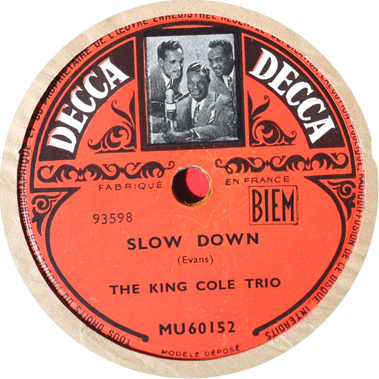 DECCA
DECCA
FABRIQUÉ EN FRANCE
93598
BIEM
SLOW DOWN
(Evans)
THE KING COLE TRIO
MU60152
MODÈLE DÉPOSÉ